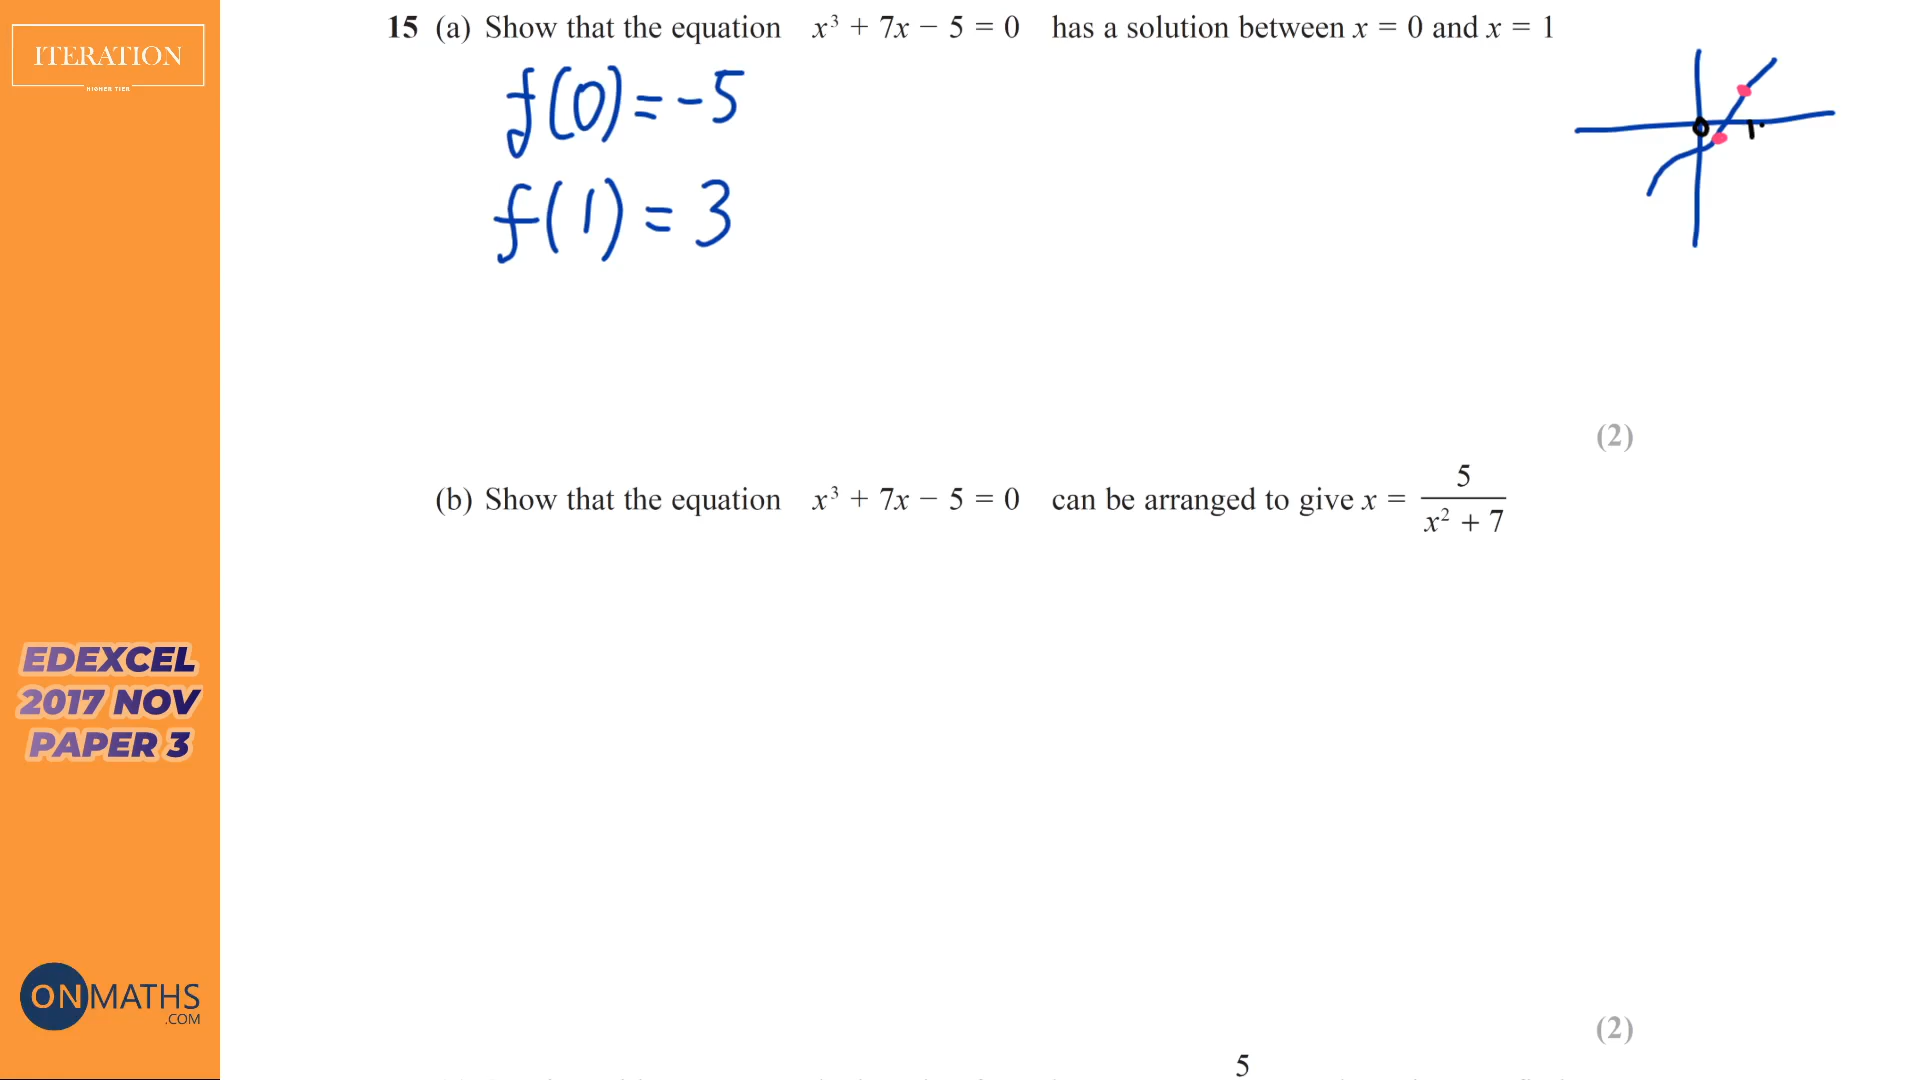 ITERATION
HIGHER TIER
15 (a) Show that the equation x³ + 7x − 5 = 0 has a solution between x = 0 and x = 1
f(0) = -5
f(1) = 3
0 1
(2)
(b) Show that the equation x³ + 7x − 5 = 0 can be arranged to give x = 5 / (x² + 7)
(2)
5
EDEXCEL
2017 NOV
PAPER 3
ONMATHS
.COM